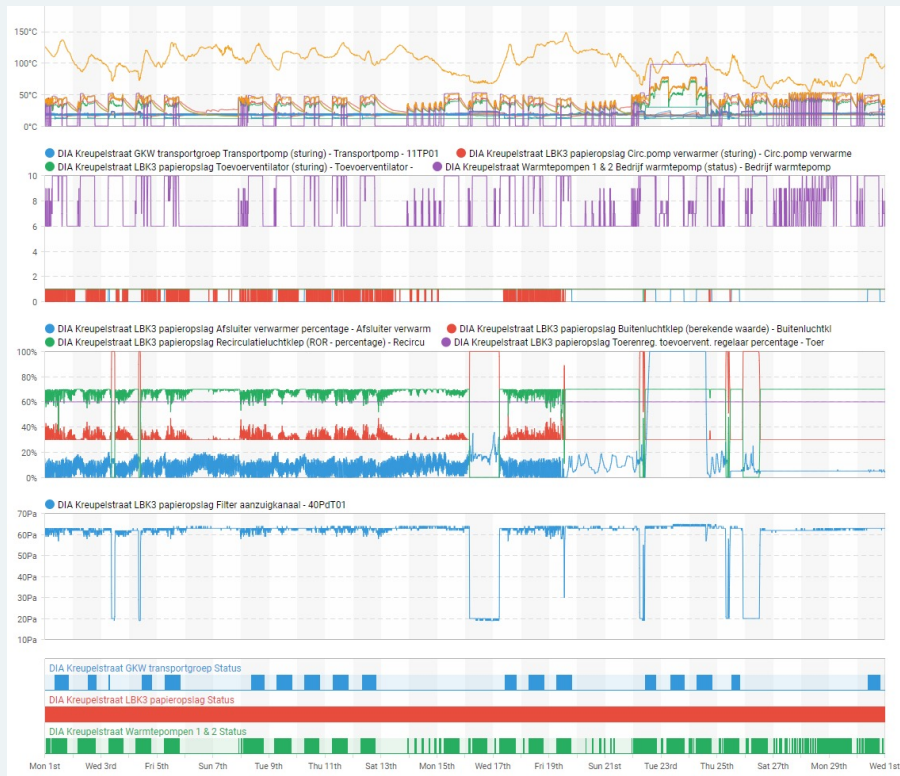 150°C
100°C
50°C
0°C
DIA Kreupelstraat GKW transportgroep Transportpomp (sturing) - Transportpomp - 11TP01 DIA Kreupelstraat LBK3 papieropslag Circ.pomp verwarmer (sturing) - Circ.pomp verwarme
DIA Kreupelstraat LBK3 papieropslag Toevoerventilator (sturing) - Toevoerventilator - DIA Kreupelstraat Warmtepompen 1 & 2 Bedrijf warmtepomp (status) - Bedrijf warmtepomp
10
8
6
4
2
0
DIA Kreupelstraat LBK3 papieropslag Afsluiter verwarmer percentage - Afsluiter verwarm DIA Kreupelstraat LBK3 papieropslag Buitenluchtklep (berekende waarde) - Buitenluchtkl
DIA Kreupelstraat LBK3 papieropslag Recirculatieluchtklep (ROR - percentage) - Recircu DIA Kreupelstraat LBK3 papieropslag Toerenreg. toevoervent. regelaar percentage - Toer
100%
80%
60%
40%
20%
0%
DIA Kreupelstraat LBK3 papieropslag Filter aanzuigkanaal - 40PdT01
70Pa
60Pa
50Pa
40Pa
30Pa
20Pa
10Pa
DIA Kreupelstraat GKW transportgroep Status
DIA Kreupelstraat LBK3 papieropslag Status
DIA Kreupelstraat Warmtepompen 1 & 2 Status
Mon 1st Wed 3rd Fri 5th Sun 7th Tue 9th Thu 11th Sat 13th Mon 15th Wed 17th Fri 19th Sun 21st Tue 23rd Thu 25th Sat 27th Mon 29th Wed 1st